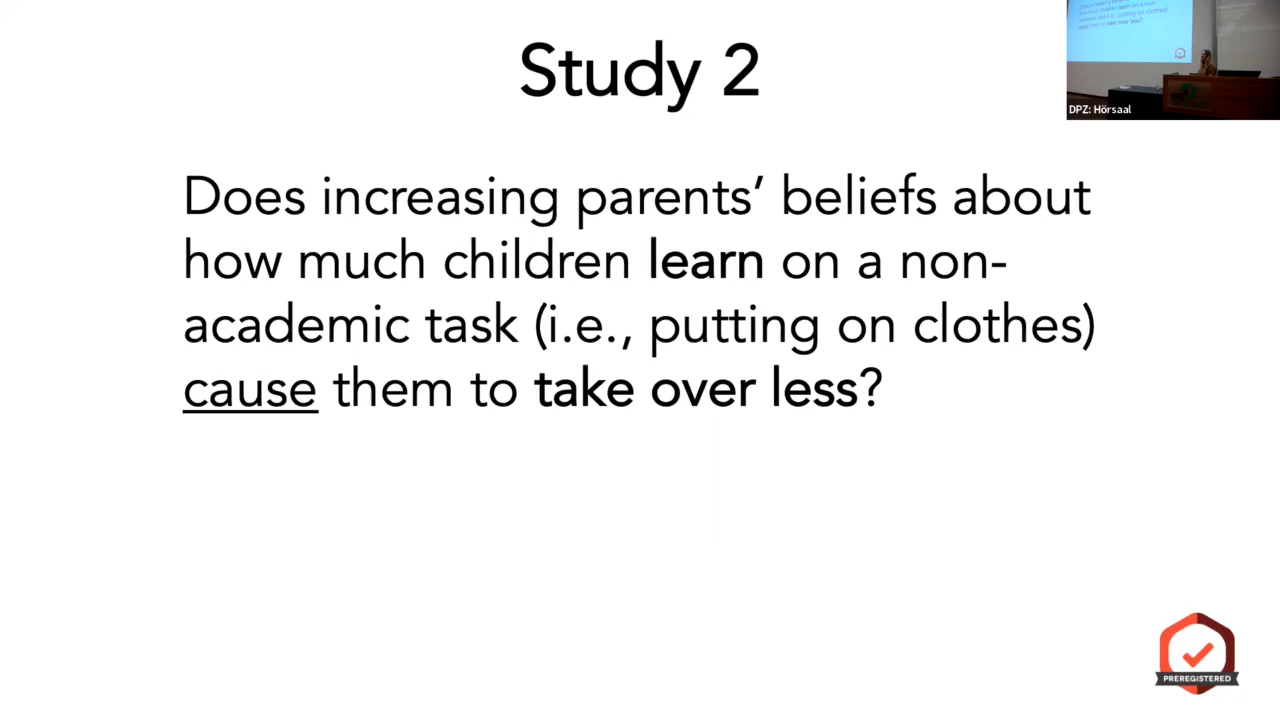 Study 2
Does increasing parents’ beliefs about
how much children learn on a non-
academic task (i.e., putting on clothes)
cause them to take over less?
DPZ: Hörsaal
PREREGISTERED